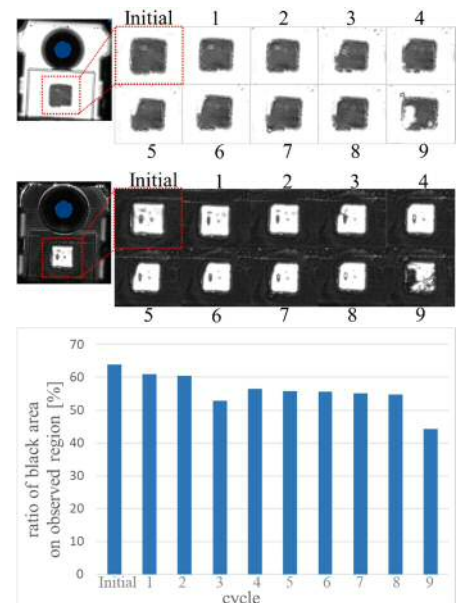 Initial 1 2 3 4
5 6 7 8 9
Initial 1 2 3 4
5 6 7 8 9
70
60
50
40
30
20
10
0
ratio of black area
on observed region [%]
Initial 1 2 3 4 5 6 7 8 9
cycle